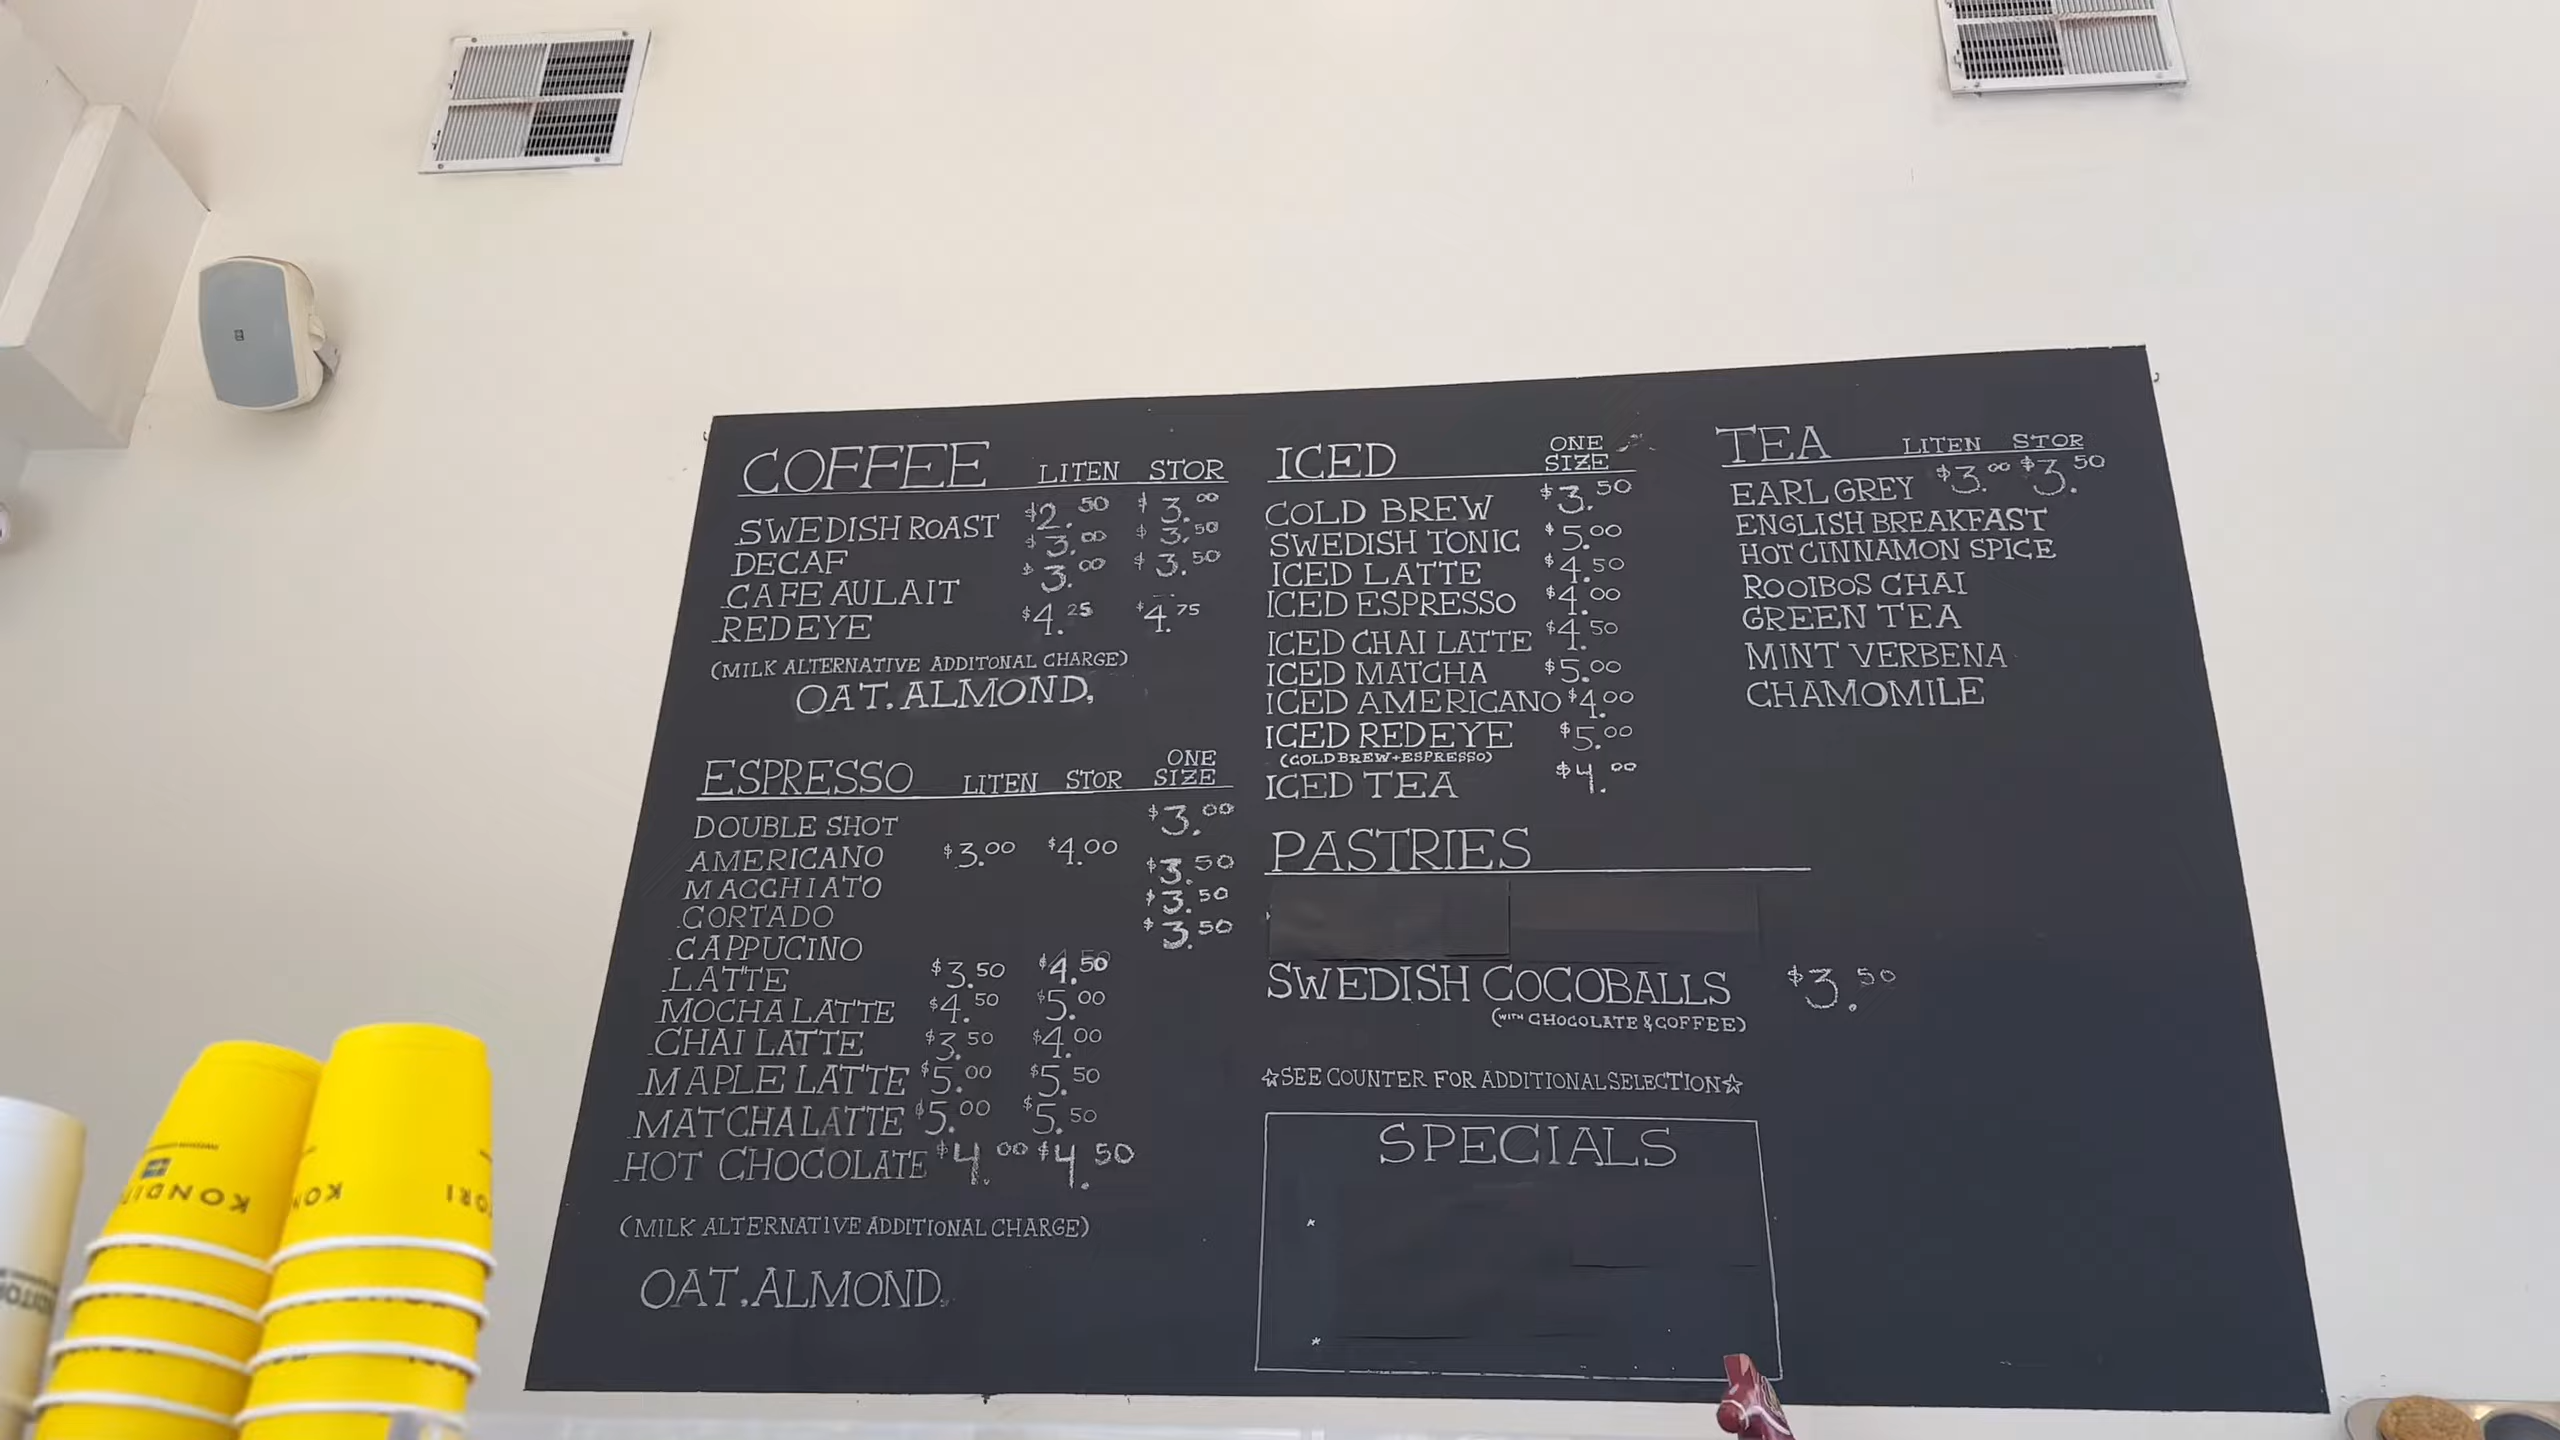 COFFEE LITEN STOR
SWEDISH ROAST $2.50 $3.00
DECAF $3.00 $3.50
CAFE AU LAIT $3.00 $3.50
REDEYE $4.25 $4.75
(MILK ALTERNATIVE ADDITONAL CHARGE)
OAT. ALMOND,
ESPRESSO LITEN STOR ONE SIZE
DOUBLE SHOT $3.00
AMERICANO $3.00 $4.00
MACCHIATO $3.50
CORTADO $3.50
CAPPUCINO $3.50
LATTE $3.50 $4.50
MOCHA LATTE $4.50 $5.00
CHAI LATTE $3.50 $4.00
MAPLE LATTE $5.00 $5.50
MATCHA LATTE $5.00 $5.50
HOT CHOCOLATE $4.00 $4.50
(MILK ALTERNATIVE ADDITIONAL CHARGE)
OAT. ALMOND.
ICED ONE SIZE
COLD BREW $3.50
SWEDISH TONIC $5.00
ICED LATTE $4.50
ICED ESPRESSO $4.00
ICED CHAI LATTE $4.50
ICED MATCHA $5.00
ICED AMERICANO $4.00
ICED REDEYE $5.00
(COLD BREW+ESPRESSO)
ICED TEA $4.00
PASTRIES
SWEDISH COCOBALLS $3.50
(WITH CHOCOLATE & COFFEE)
☆SEE COUNTER FOR ADDITIONAL SELECTION☆
SPECIALS
*
*
TEA LITEN STOR
EARL GREY $3.00 $3.50
ENGLISH BREAKFAST
HOT CINNAMON SPICE
ROOIBOS CHAI
GREEN TEA
MINT VERBENA
CHAMOMILE
KONDI
KON
TORI